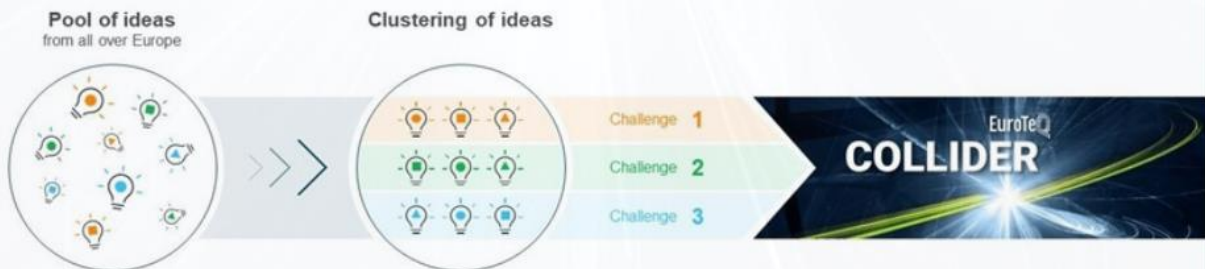 Pool of ideas
from all over Europe
Clustering of ideas
Challenge 1
Challenge 2
Challenge 3
EuroTeQ
COLLIDER